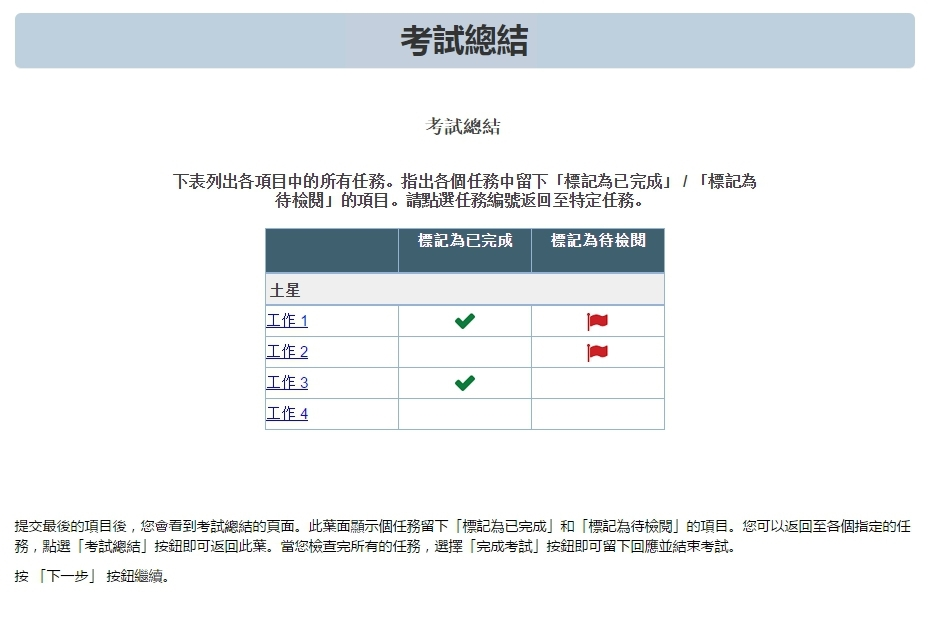 考試總結
考試總結
下表列出各項目中的所有任務。指出各個任務中留下「標記為已完成」 / 「標記為
待檢閱」的項目。請點選任務編號返回至特定任務。
標記為已完成 標記為待檢閱
土星
工作 1
工作 2
工作 3
工作 4
提交最後的項目後，您會看到考試總結的頁面。此葉面顯示個任務留下「標記為已完成」和「標記為待檢閱」的項目。您可以返回至各個指定的任
務，點選「考試總結」按鈕即可返回此葉。當您檢查完所有的任務，選擇「完成考試」按鈕即可留下回應並結束考試。
按 「下一步」 按鈕繼續。